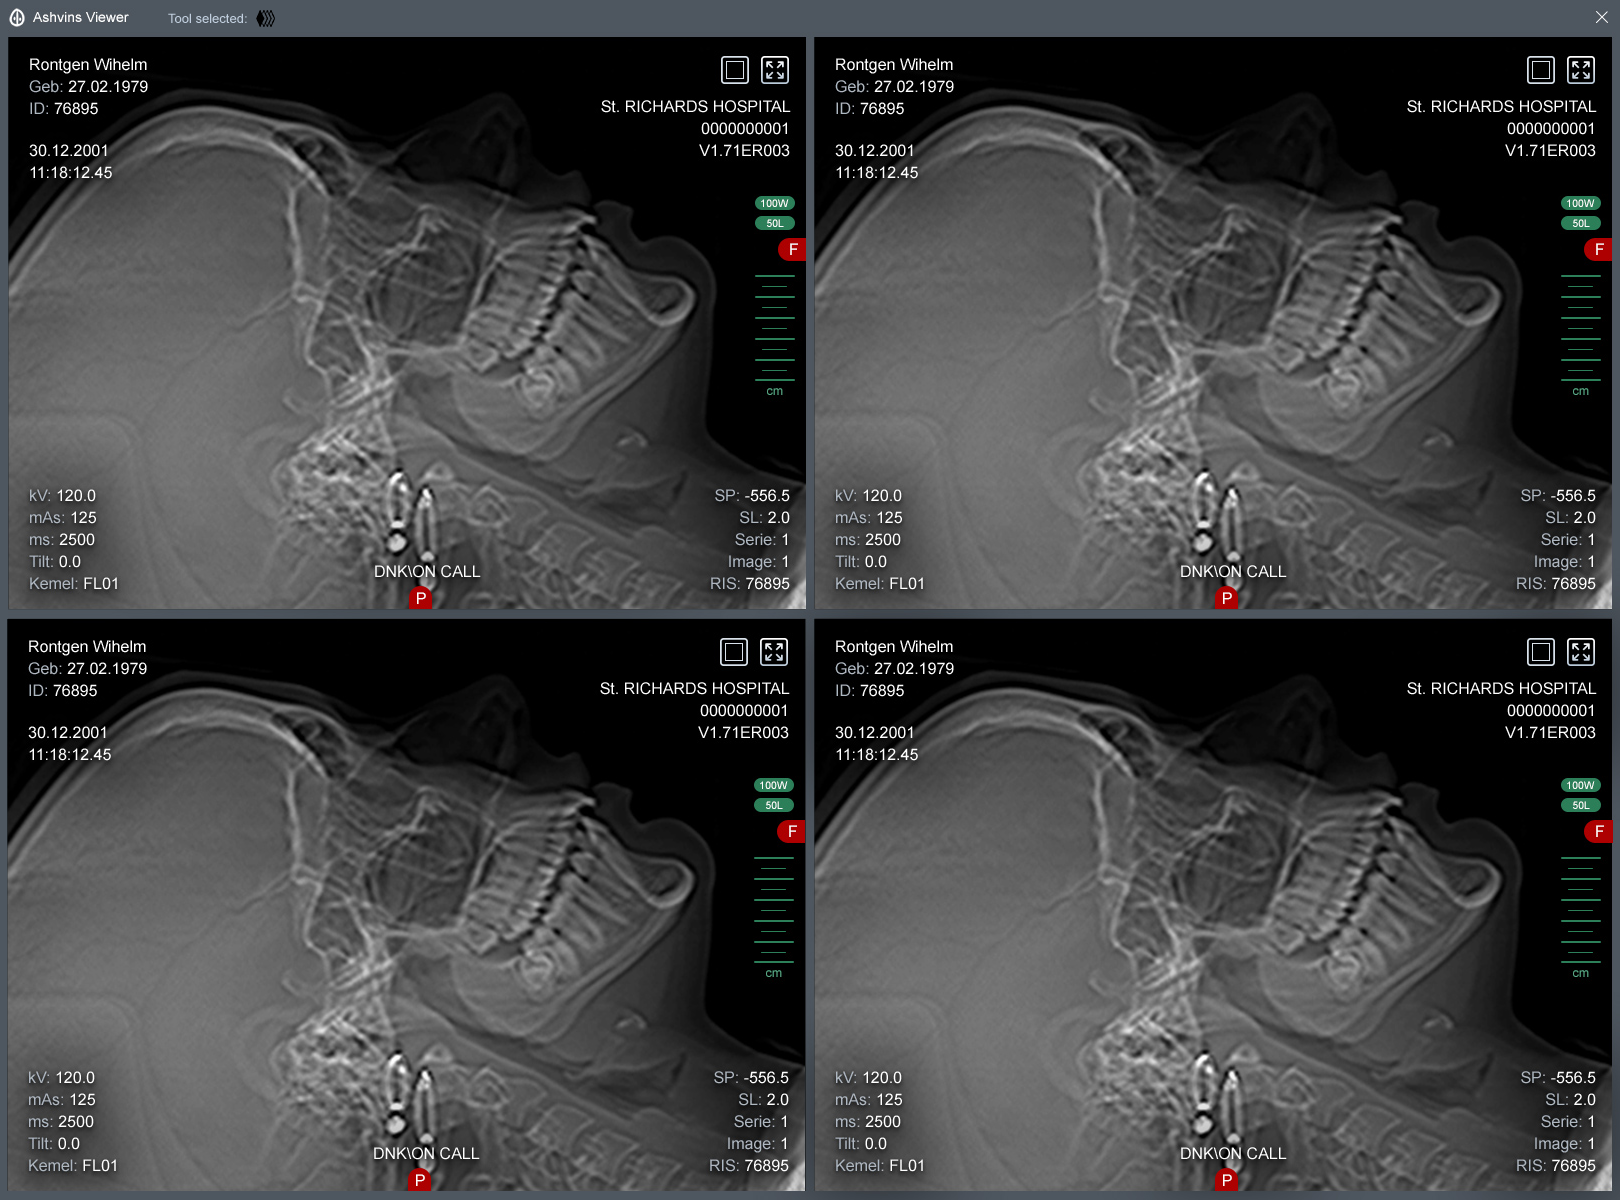 Ashvins Viewer
Tool selected:
Rontgen Wihelm
Geb: 27.02.1979
ID: 76895
30.12.2001
11:18:12.45
St. RICHARDS HOSPITAL
0000000001
V1.71ER003
100W
50L
F
cm
kV: 120.0
mAs: 125
ms: 2500
Tilt: 0.0
Kemel: FL01
DNK\ON CALL
P
SP: -556.5
SL: 2.0
Serie: 1
Image: 1
RIS: 76895
Rontgen Wihelm
Geb: 27.02.1979
ID: 76895
30.12.2001
11:18:12.45
St. RICHARDS HOSPITAL
0000000001
V1.71ER003
100W
50L
F
cm
kV: 120.0
mAs: 125
ms: 2500
Tilt: 0.0
Kemel: FL01
DNK\ON CALL
P
SP: -556.5
SL: 2.0
Serie: 1
Image: 1
RIS: 76895
Rontgen Wihelm
Geb: 27.02.1979
ID: 76895
30.12.2001
11:18:12.45
St. RICHARDS HOSPITAL
0000000001
V1.71ER003
100W
50L
F
cm
kV: 120.0
mAs: 125
ms: 2500
Tilt: 0.0
Kemel: FL01
DNK\ON CALL
P
SP: -556.5
SL: 2.0
Serie: 1
Image: 1
RIS: 76895
Rontgen Wihelm
Geb: 27.02.1979
ID: 76895
30.12.2001
11:18:12.45
St. RICHARDS HOSPITAL
0000000001
V1.71ER003
100W
50L
F
cm
kV: 120.0
mAs: 125
ms: 2500
Tilt: 0.0
Kemel: FL01
DNK\ON CALL
P
SP: -556.5
SL: 2.0
Serie: 1
Image: 1
RIS: 76895